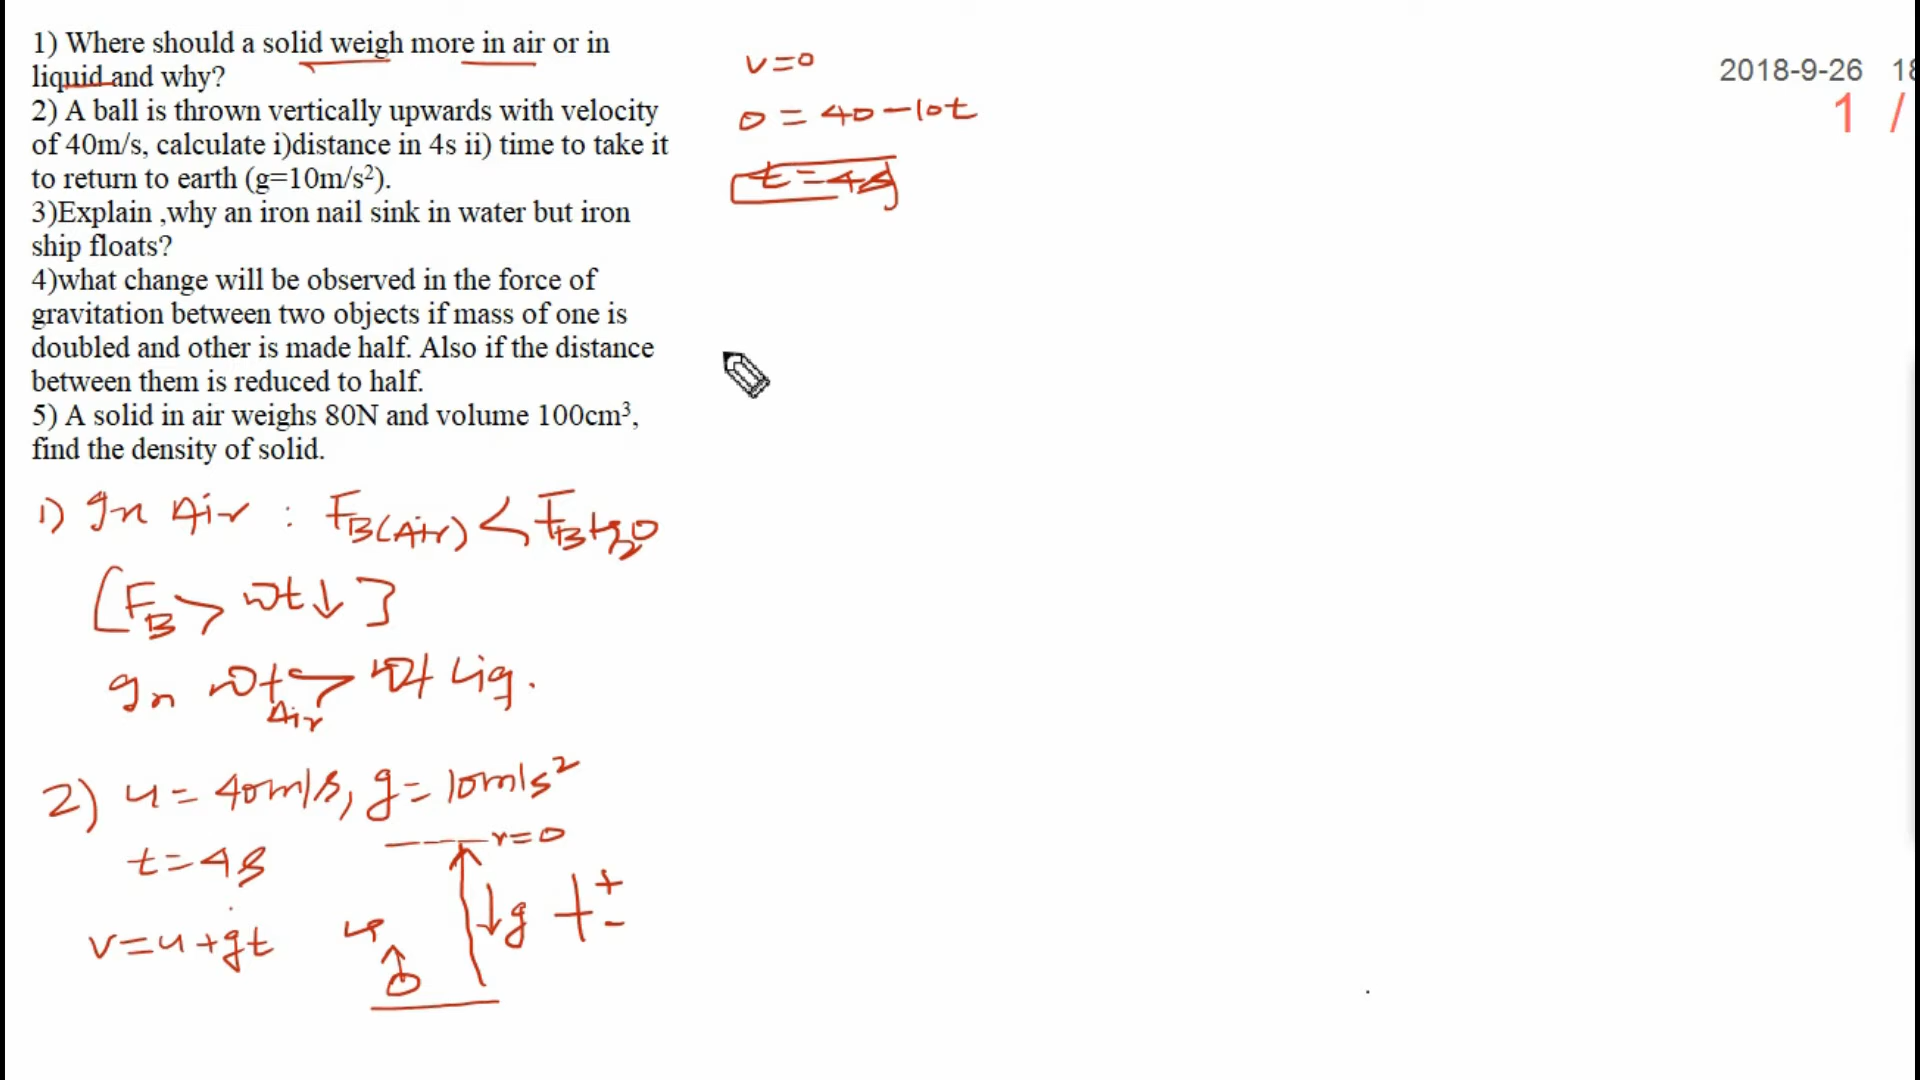 1) Where should a solid weigh more in air or in
liquid and why?
2) A ball is thrown vertically upwards with velocity
of 40m/s, calculate i)distance in 4s ii) time to take it
to return to earth (g=10m/s²).
3)Explain ,why an iron nail sink in water but iron
ship floats?
4)what change will be observed in the force of
gravitation between two objects if mass of one is
doubled and other is made half. Also if the distance
between them is reduced to half.
5) A solid in air weighs 80N and volume 100cm³,
find the density of solid.
1) In Air : F_B(Air) < F_B H₂O
[F_B > wt↓]
In wt Air > wt Liq.
2) u = 40m/s, g = 10m/s²
v=0
t = 4s
↓g + + -
v = u + gt
u
v=0
0 = 40 - 10t
t = 4s
2018-9-26 18
1 /